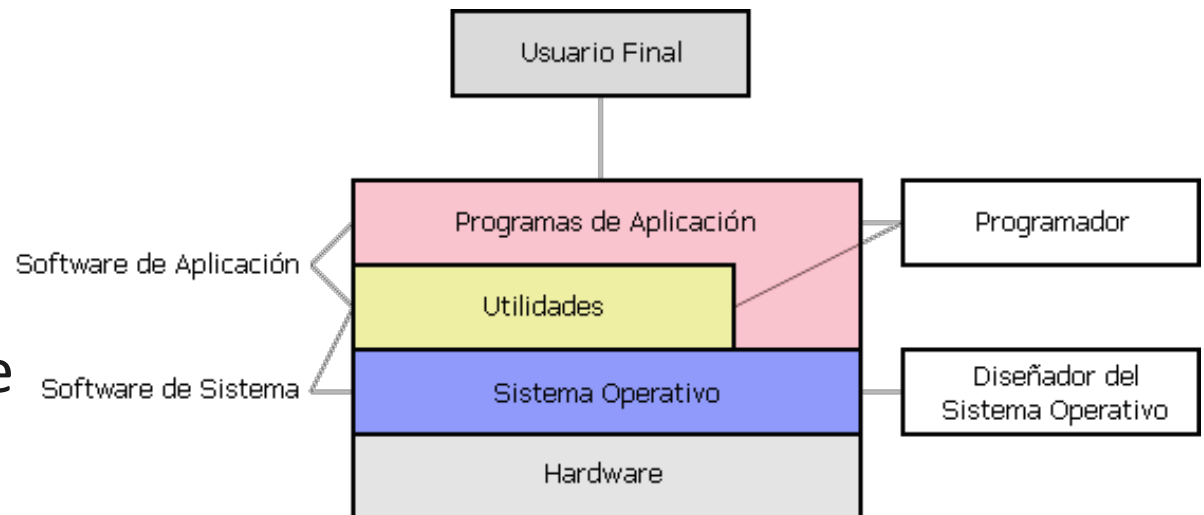 Usuario Final
Programas de Aplicación
Programador
Software de Aplicación
Utilidades
e
Software de Sistema
Sistema Operativo
Diseñador del
Sistema Operativo
Hardware